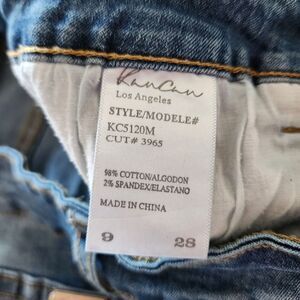 KanCan
Los Angeles
STYLE/MODELE#
KC5120M
CUT# 3965
98% COTTON/ALGODON
2% SPANDEX/ELASTANO
MADE IN CHINA
9 28